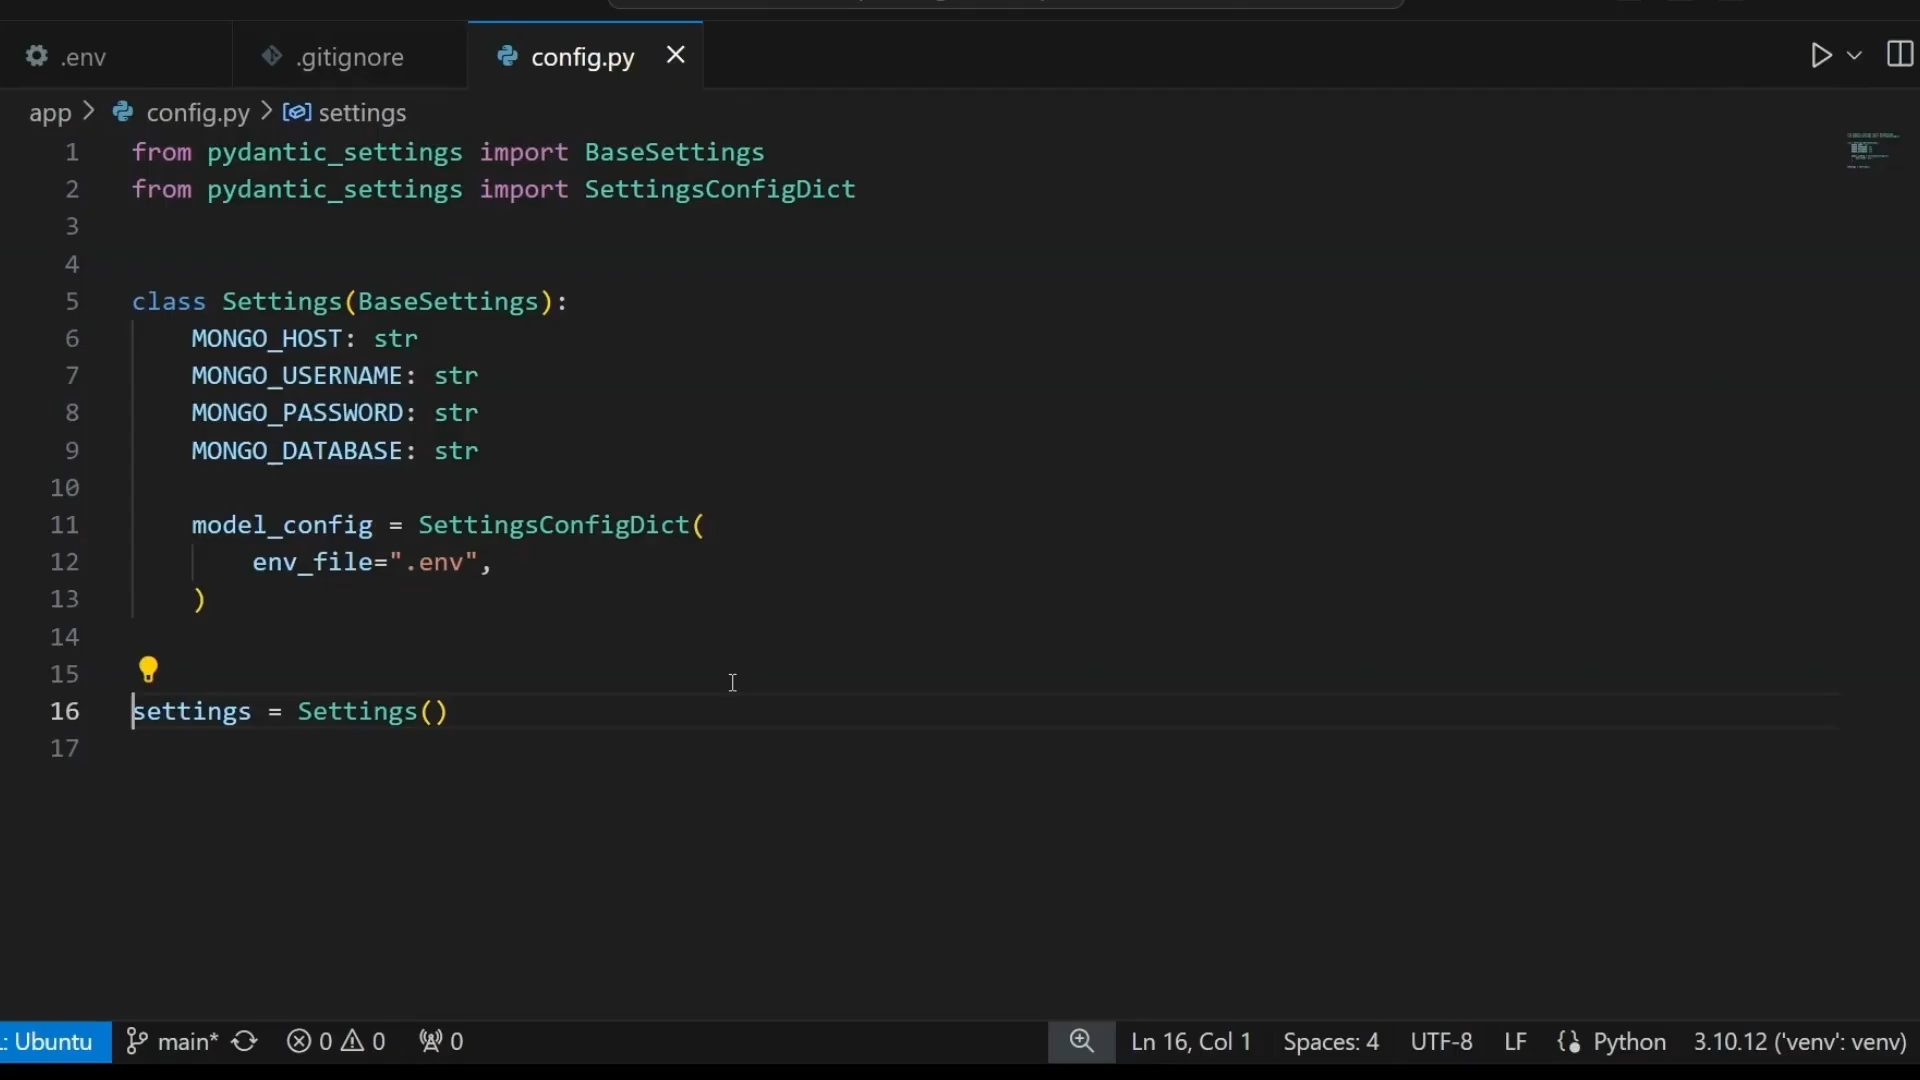 .env
.gitignore
config.py
app > config.py > settings
1 from pydantic_settings import BaseSettings
2 from pydantic_settings import SettingsConfigDict
3
4
5 class Settings(BaseSettings):
6     MONGO_HOST: str
7     MONGO_USERNAME: str
8     MONGO_PASSWORD: str
9     MONGO_DATABASE: str
10
11     model_config = SettingsConfigDict(
12         env_file=".env",
13     )
14
15
16 settings = Settings()
17
: Ubuntu main* 0 0 0 Ln 16, Col 1 Spaces: 4 UTF-8 LF Python 3.10.12 ('venv': venv)